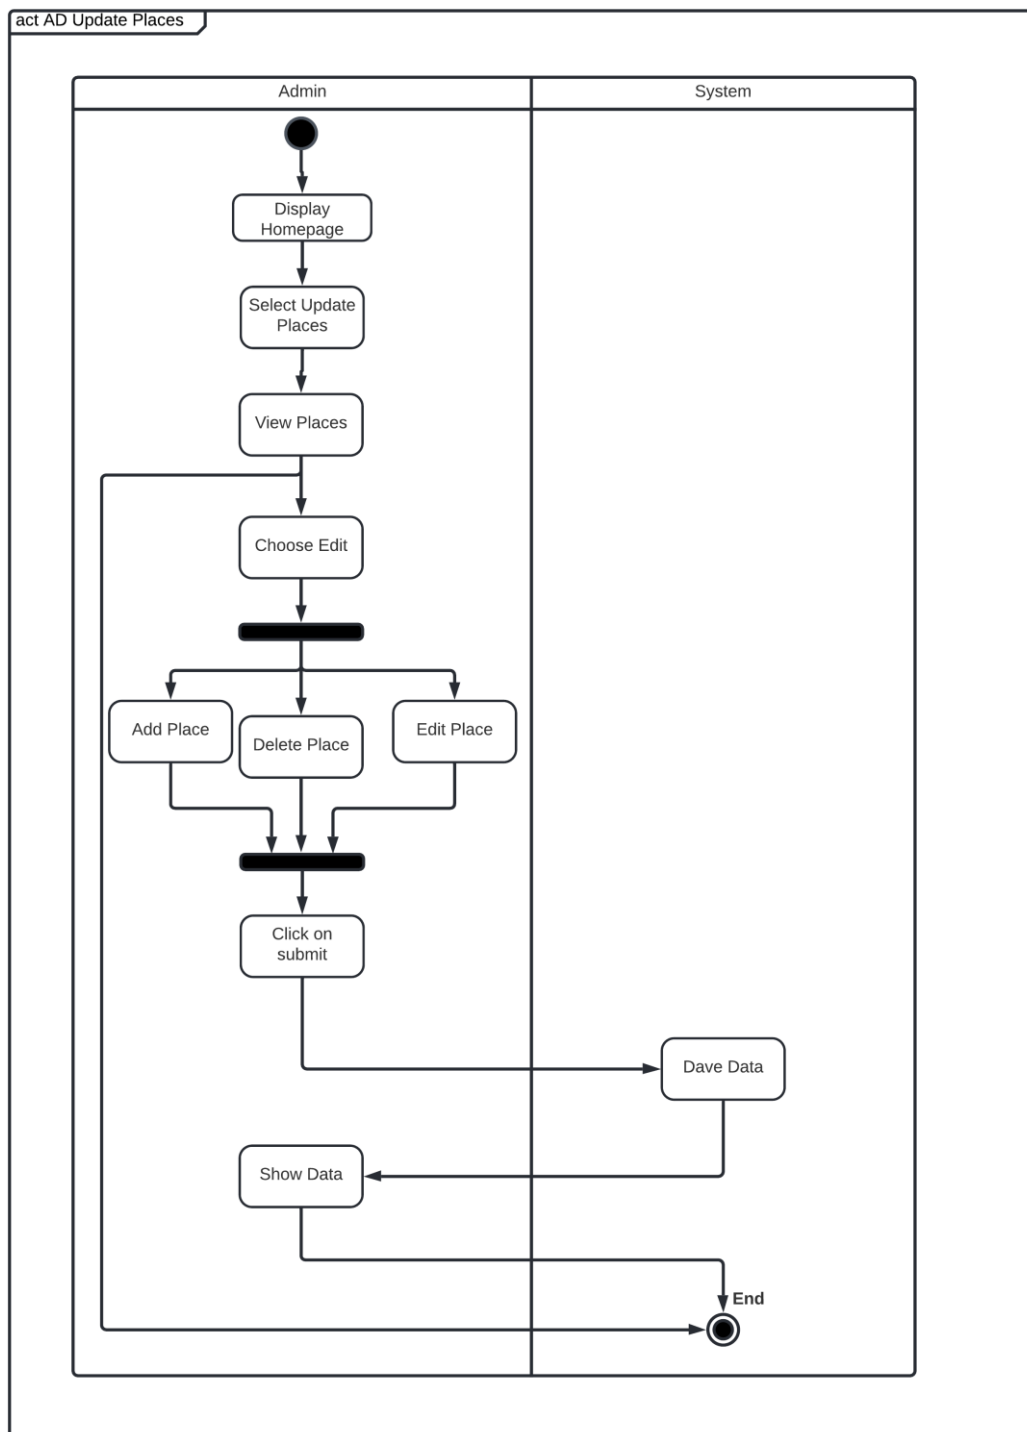 act AD Update Places
Admin
System
Display
Homepage
Select Update
Places
View Places
Choose Edit
Add Place
Delete Place
Edit Place
Click on
submit
Dave Data
Show Data
End